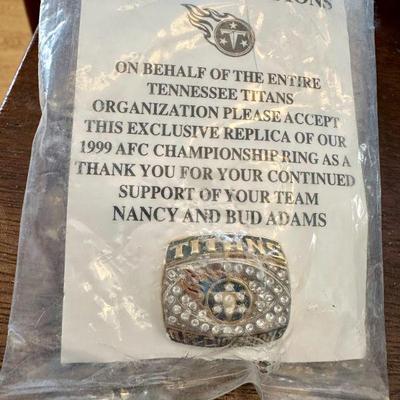 ON BEHALF OF THE ENTIRE
TENNESSEE TITANS
ORGANIZATION PLEASE ACCEPT
THIS EXCLUSIVE REPLICA OF OUR
1999 AFC CHAMPIONSHIP RING AS A
THANK YOU FOR YOUR CONTINUED
SUPPORT OF YOUR TEAM
NANCY AND BUD ADAMS
TITANS